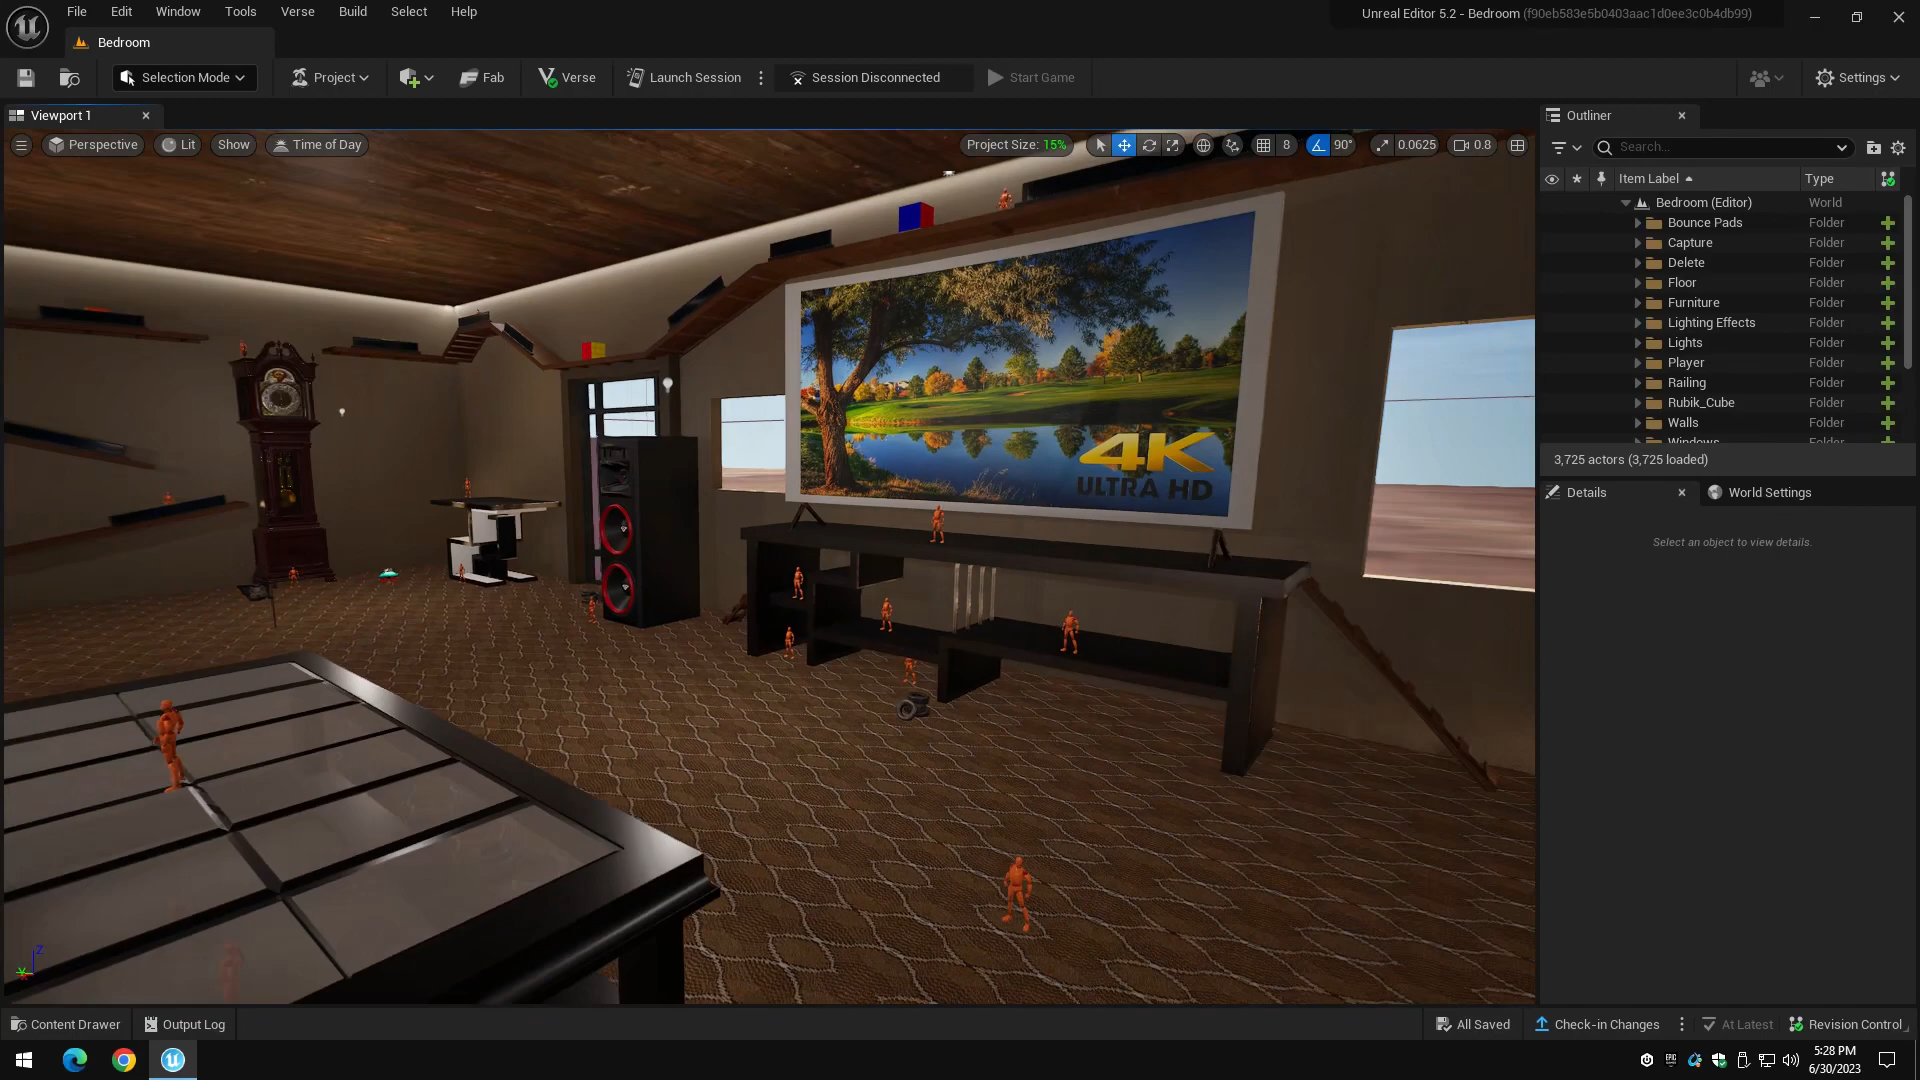 File Edit Window Tools Verse Build Select Help
Unreal Editor 5.2 - Bedroom (f90eb583e5b0403aac1d0ee3c0b4db99)
Bedroom
Selection Mode Project Fab Verse Launch Session Session Disconnected Start Game Settings
Viewport 1
Perspective Lit Show Time of Day Project Size: 15% 8 90° 0.0625 0.8
4K
ULTRA HD
Z
Y
Outliner
Search...
Item Label Type
Bedroom (Editor) World
Bounce Pads Folder
Capture Folder
Delete Folder
Floor Folder
Furniture Folder
Lighting Effects Folder
Lights Folder
Player Folder
Railing Folder
Rubik_Cube Folder
Walls Folder
Windows Folder
3,725 actors (3,725 loaded)
Details World Settings
Select an object to view details.
Content Drawer Output Log All Saved Check-in Changes At Latest Revision Control
5:28 PM
6/30/2023